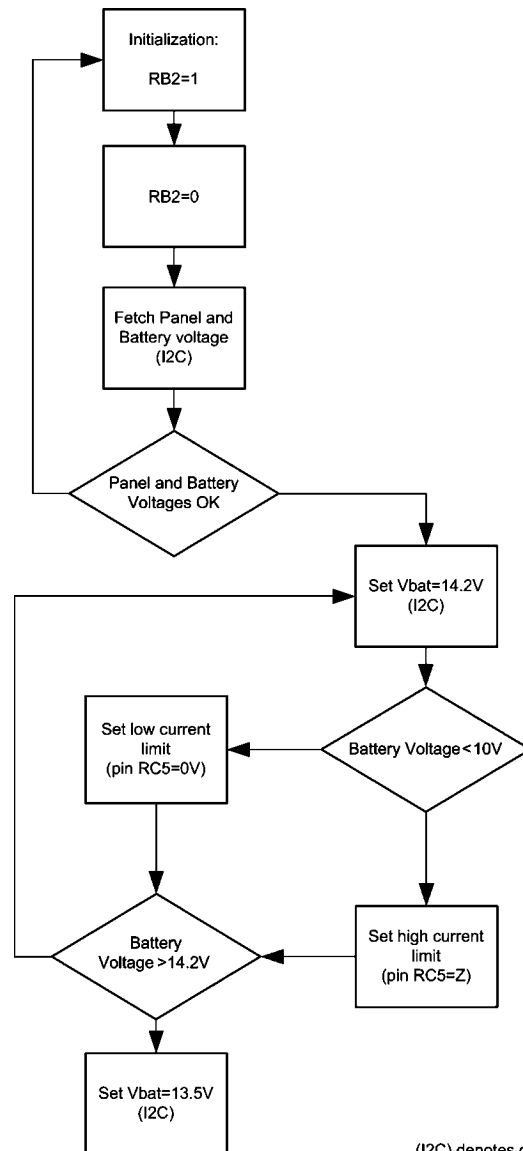 Initialization:
RB2=1
RB2=0
Fetch Panel and
Battery voltage
(I2C)
Panel and Battery
Voltages OK
Set Vbat=14.2V
(I2C)
Battery Voltage<10V
Set low current
limit
(pin RC5=0V)
Set high current
limit
(pin RC5=Z)
Battery
Voltage>14.2V
Set Vbat=13.5V
(I2C)
(I2C) denotes